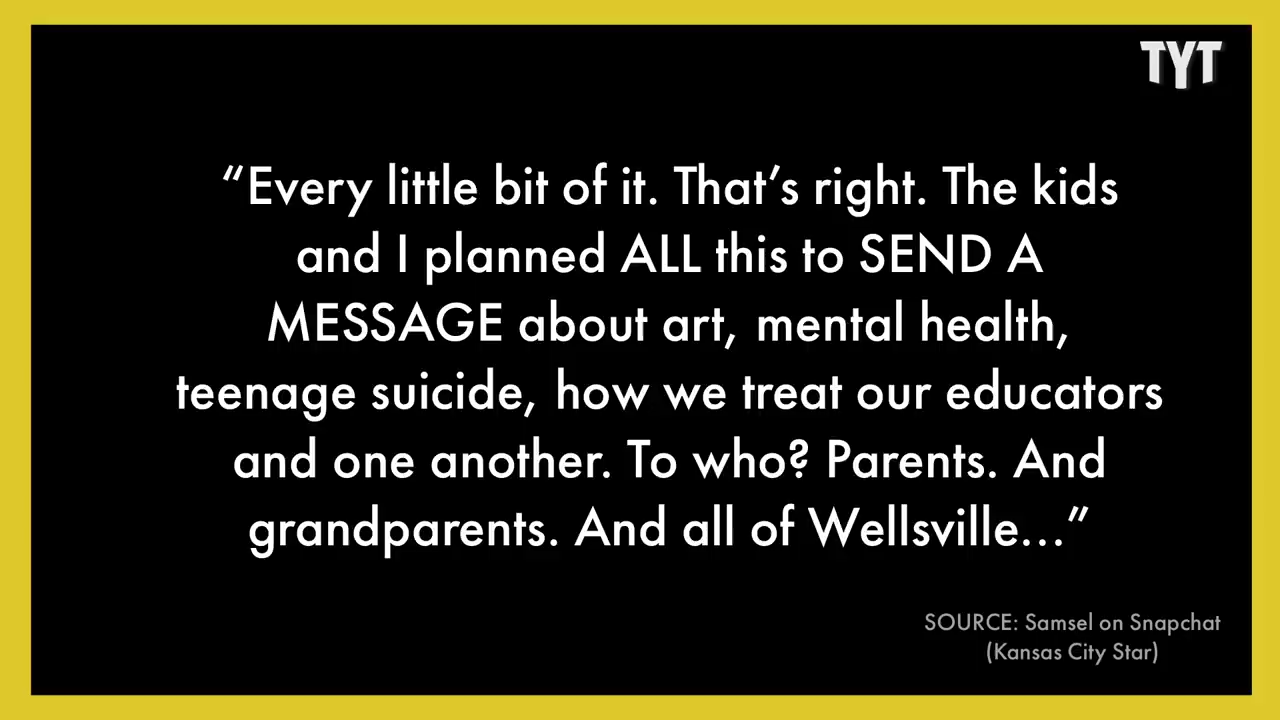 TYT
“Every little bit of it. That’s right. The kids
and I planned ALL this to SEND A
MESSAGE about art, mental health,
teenage suicide, how we treat our educators
and one another. To who? Parents. And
grandparents. And all of Wellsville...”
SOURCE: Samsel on Snapchat
(Kansas City Star)